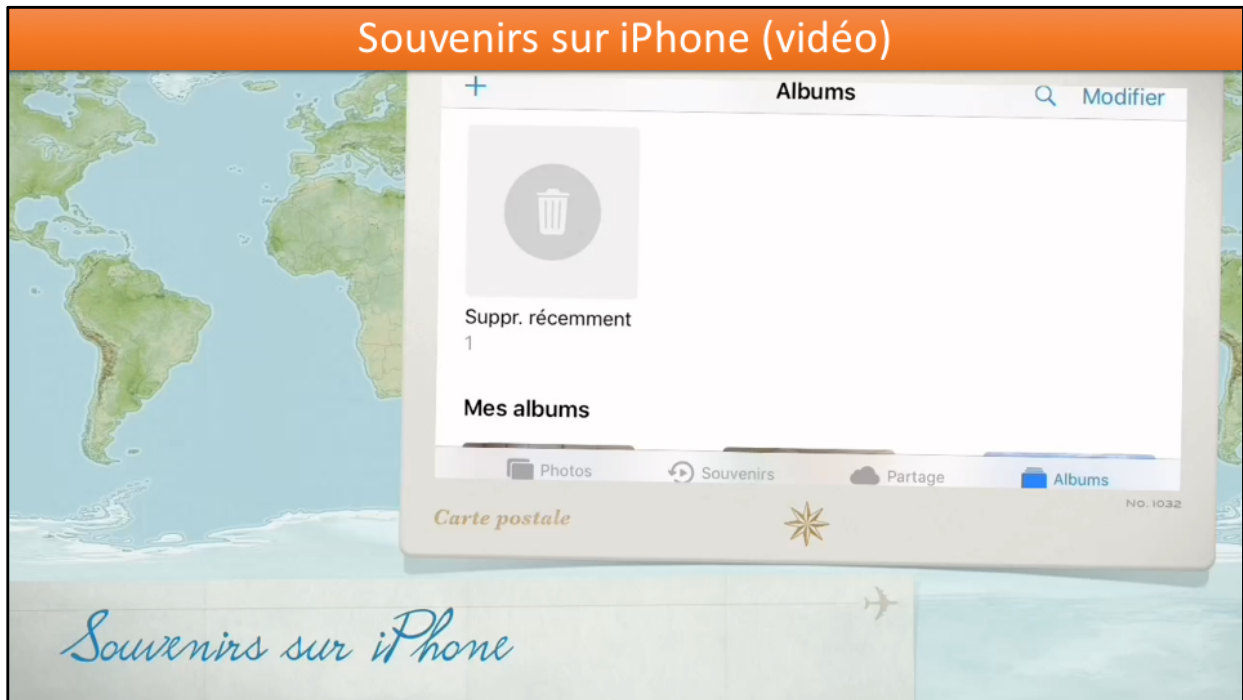 Souvenirs sur iPhone (vidéo)
Albums
Modifier
Suppr. récemment
1
Mes albums
Photos
Souvenirs
Partage
Albums
Carte postale
No. 1032
Souvenirs sur iPhone